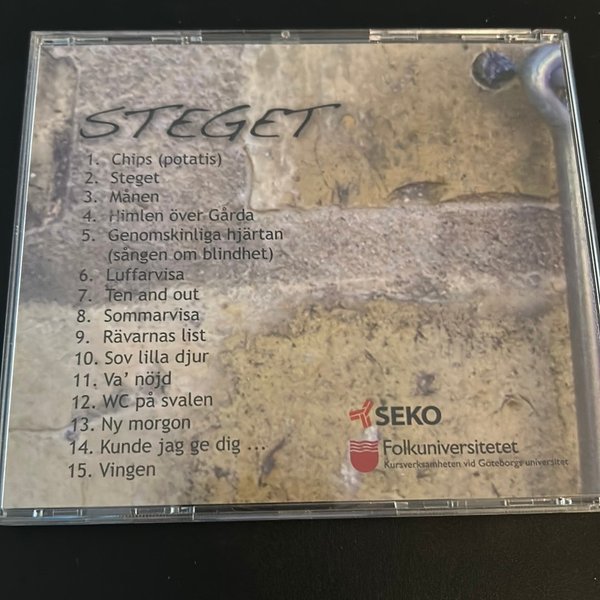 STEGET
1. Chips (potatis)
2. Steget
3. Månen
4. Himlen över Gårda
5. Genomskinliga hjärtan
(sången om blindhet)
6. Luffarvisa
7. Ten and out
8. Sommarvisa
9. Rävarnas list
10. Sov lilla djur
11. Va' nöjd
12. WC på svalen
13. Ny morgon
14. Kunde jag ge dig ...
15. Vingen
SEKO
Folkuniversitetet
Kursverksamheten vid Göteborgs universitet